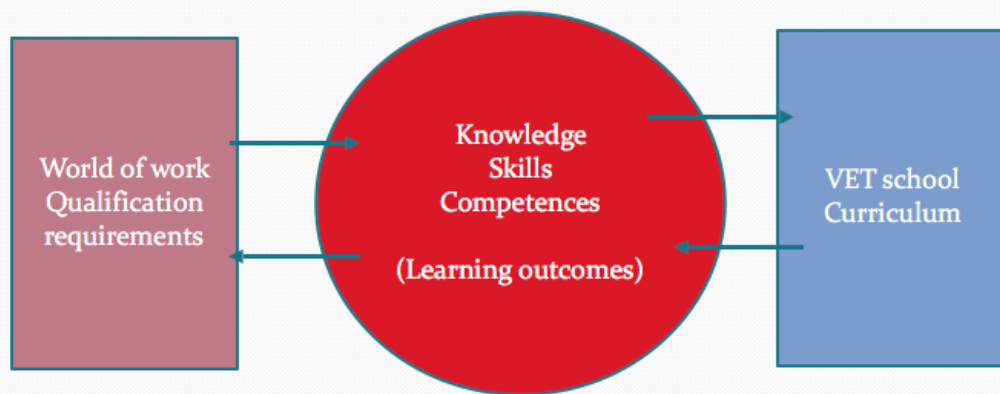 World of work
Qualification
requirements
Knowledge
Skills
Competences
(Learning outcomes)
VET school
Curriculum